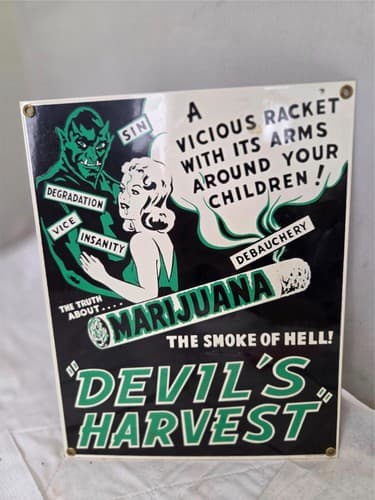 A
VICIOUS RACKET
WITH ITS ARMS
AROUND YOUR
CHILDREN!
SIN
DEGRADATION
VICE
INSANITY
DEBAUCHERY
THE TRUTH
ABOUT....
MARIJUANA
THE SMOKE OF HELL!
"DEVIL'S
HARVEST"